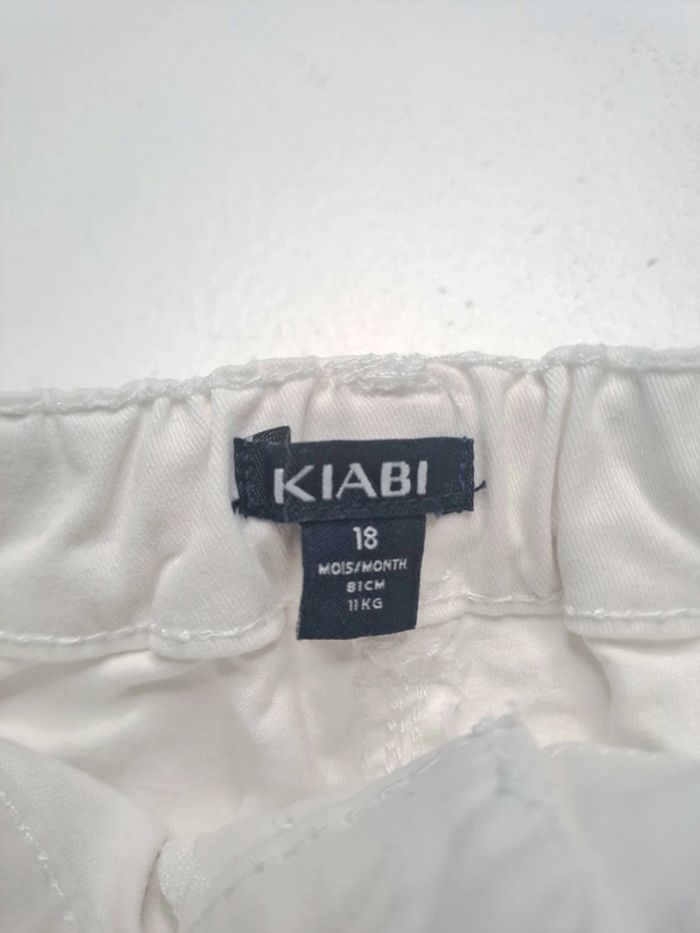 KIABI
18
MOIS/MONTH
81CM
11KG